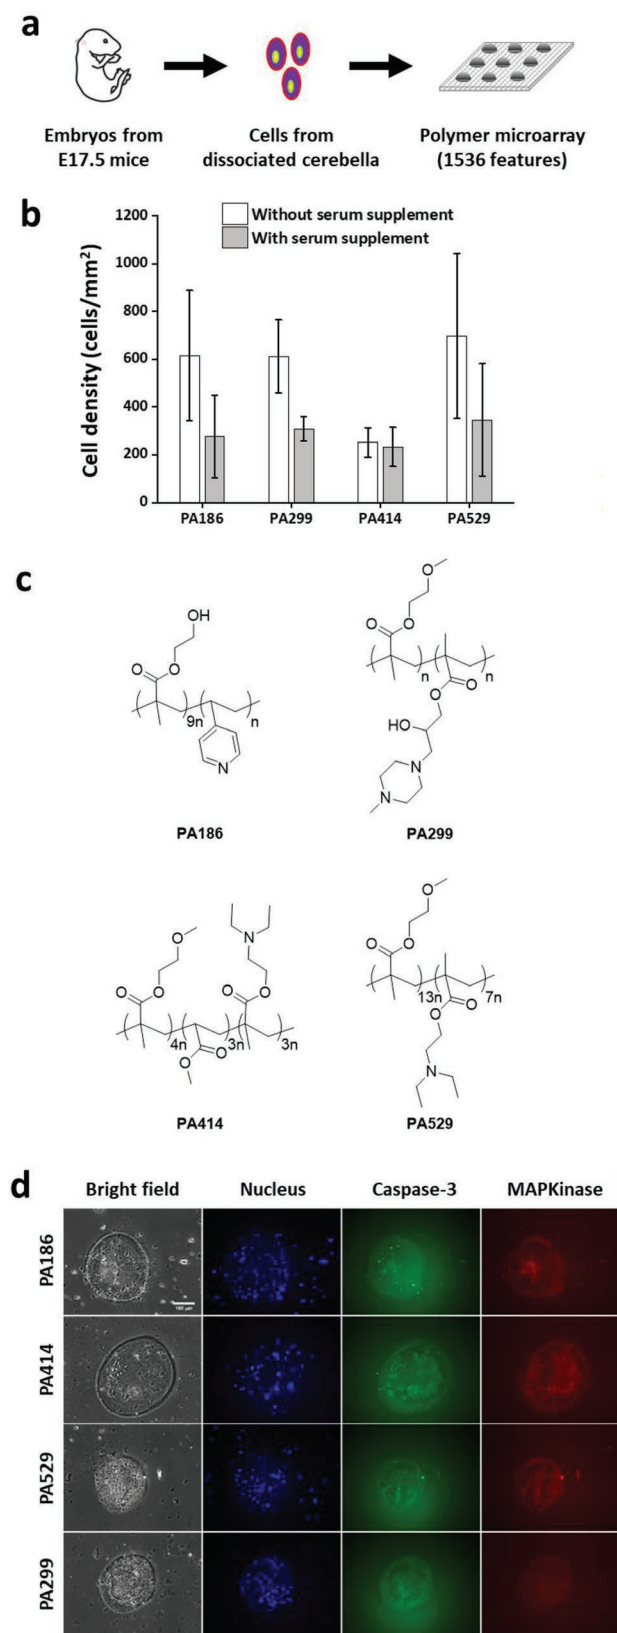 a
Embryos from
E17.5 mice
Cells from
dissociated cerebella
Polymer microarray
(1536 features)
b
Cell density (cells/mm²)
1200
1000
800
600
400
200
0
Without serum supplement
With serum supplement
PA186 PA299 PA414 PA529
c
OH
O
O
9n n
N
PA186
O
O
O
n n
O
O
HO
N
N
PA299
O
N
O
O
O
O
4n 3n 3n
O
O
PA414
O
O
O
13n 7n
O
O
N
PA529
d
Bright field Nucleus Caspase-3 MAPKinase
PA186
100 µm
PA414
PA529
PA299